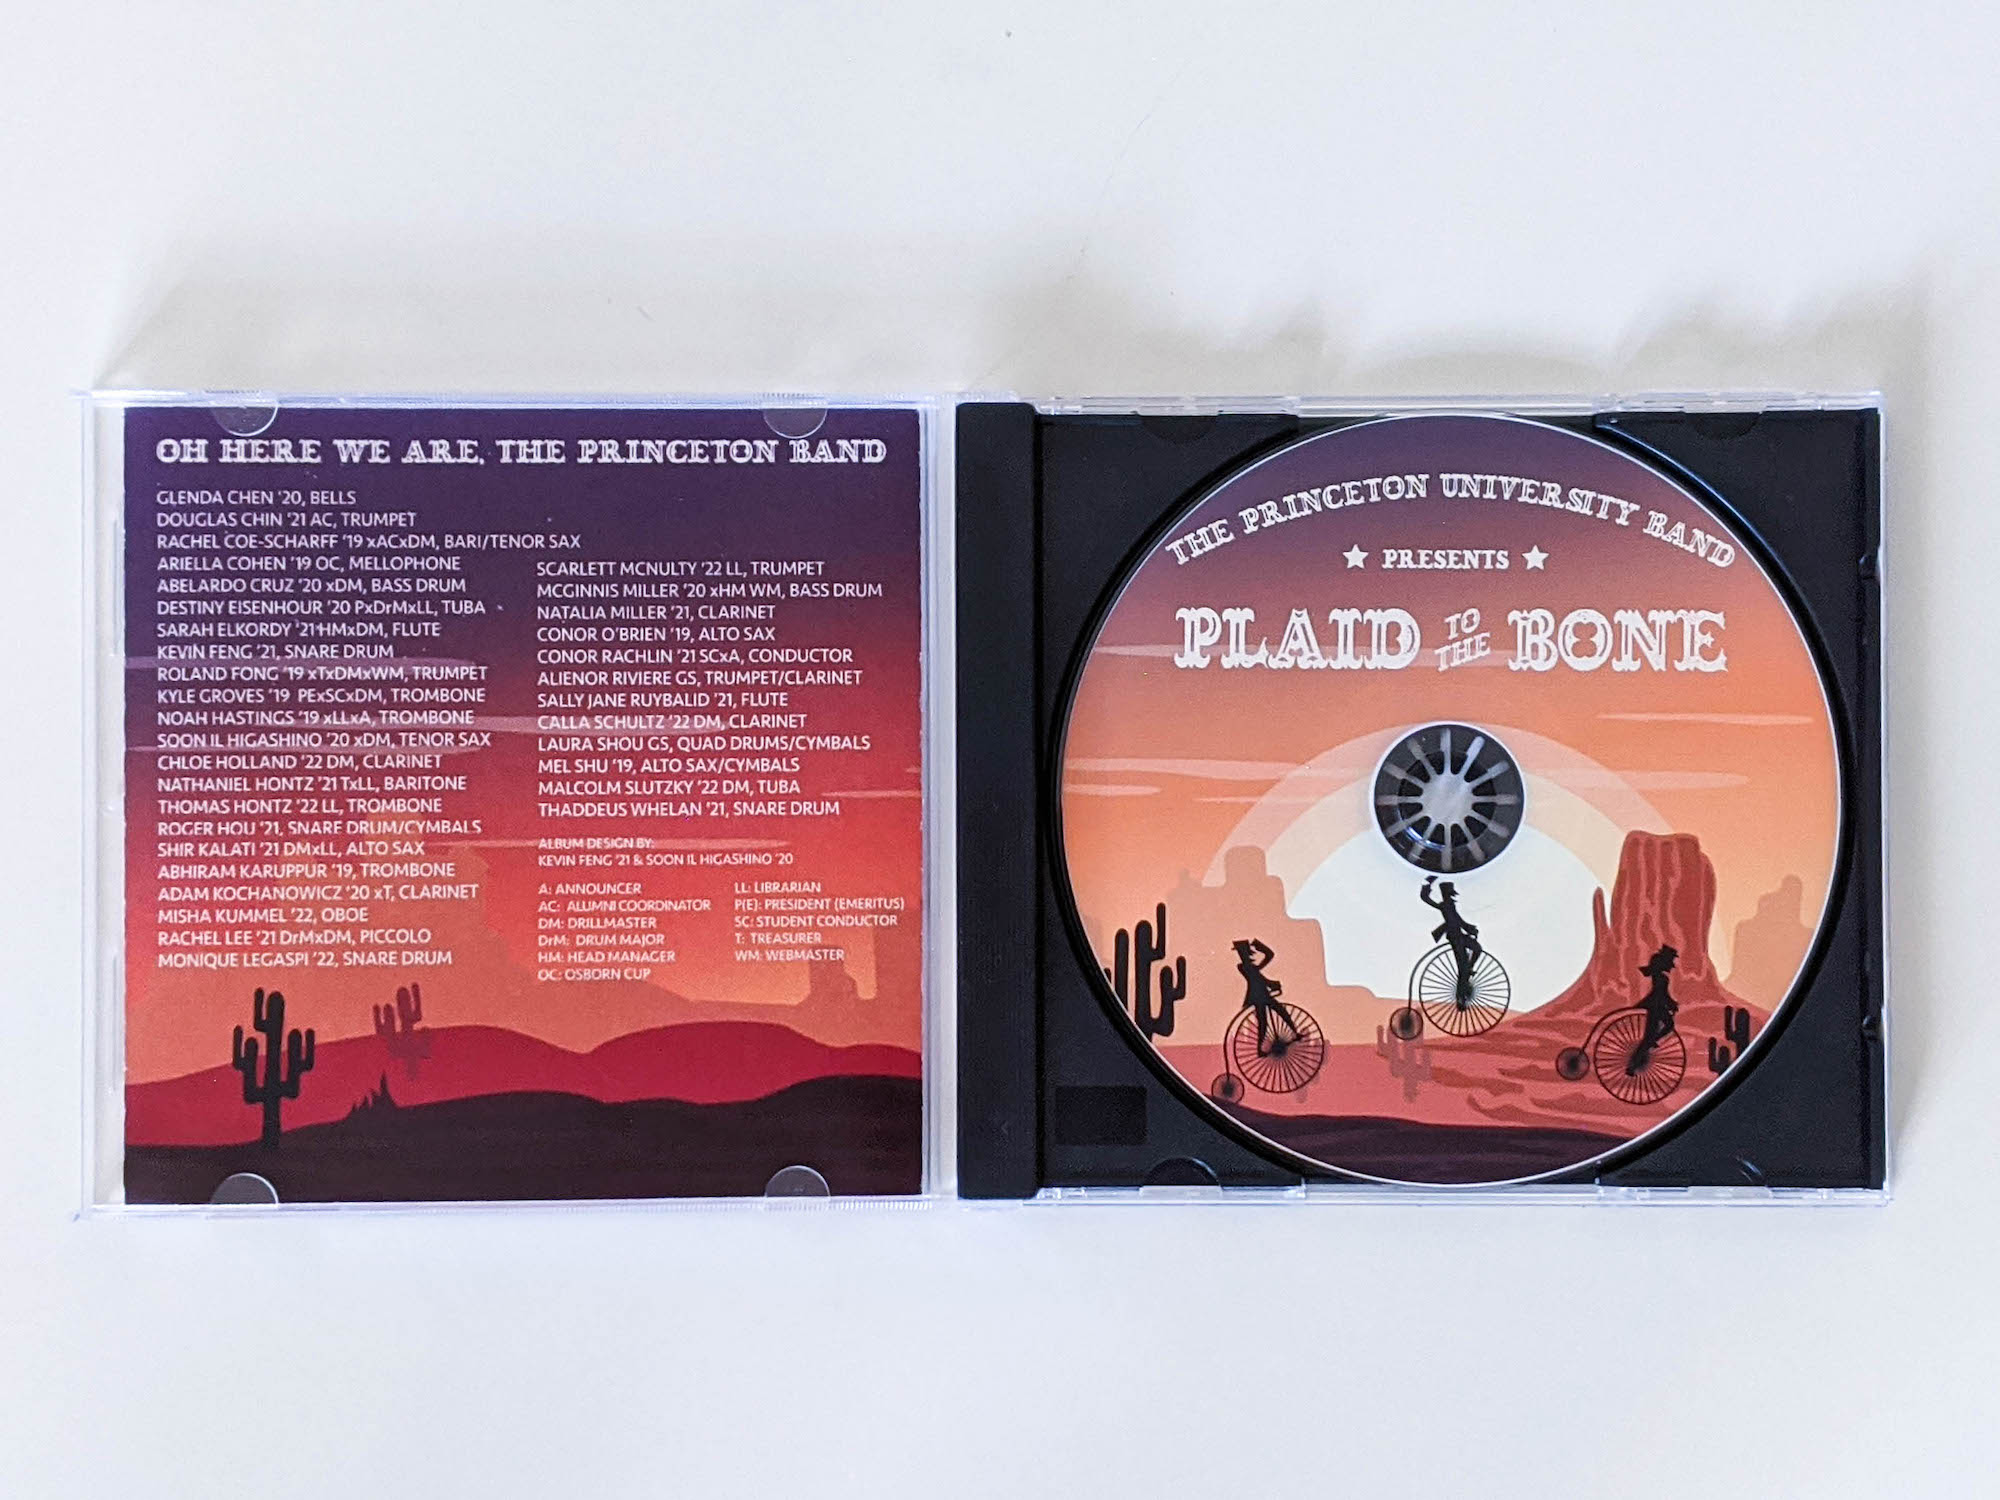 OH HERE WE ARE, THE PRINCETON BAND
GLENDA CHEN '20, BELLS
DOUGLAS CHIN '21 AC, TRUMPET
RACHEL COE-SCHARFF '19 xACxDM, BARI/TENOR SAX
ARIELLA COHEN '19 OC, MELLOPHONE
ABELARDO CRUZ '20 xDM, BASS DRUM
DESTINY EISENHOUR '20 PxDrMxLL, TUBA
SARAH ELKORDY '21 HMxDM, FLUTE
KEVIN FENG '21, SNARE DRUM
ROLAND FONG '19 xTxDMxWM, TRUMPET
KYLE GROVES '19 PExSCxDM, TROMBONE
NOAH HASTINGS '19 xLLxA, TROMBONE
SOON IL HIGASHINO '20 xDM, TENOR SAX
CHLOE HOLLAND '22 DM, CLARINET
NATHANIEL HONTZ '21 TxLL, BARITONE
THOMAS HONTZ '22 LL, TROMBONE
ROGER HOU '21, SNARE DRUM/CYMBALS
SHIR KALATI '21 DMxLL, ALTO SAX
ABHIRAM KARUPPUR '19, TROMBONE
ADAM KOCHANOWICZ '20 xT, CLARINET
MISHA KUMMEL '22, OBOE
RACHEL LEE '21 DrMxDM, PICCOLO
MONIQUE LEGASPI '22, SNARE DRUM
SCARLETT MCNULTY '22 LL, TRUMPET
MCGINNIS MILLER '20 xHM WM, BASS DRUM
NATALIA MILLER '21, CLARINET
CONOR O'BRIEN '19, ALTO SAX
CONOR RACHLIN '21 SCxA, CONDUCTOR
ALIENOR RIVIERE GS, TRUMPET/CLARINET
SALLY JANE RUYBALID '21, FLUTE
CALLA SCHULTZ '22 DM, CLARINET
LAURA SHOU GS, QUAD DRUMS/CYMBALS
MEL SHU '19, ALTO SAX/CYMBALS
MALCOLM SLUTZKY '22 DM, TUBA
THADDEUS WHELAN '21, SNARE DRUM
ALBUM DESIGN BY:
KEVIN FENG '21 & SOON IL HIGASHINO '20
A: ANNOUNCER
AC: ALUMNI COORDINATOR
DM: DRILLMASTER
DrM: DRUM MAJOR
HM: HEAD MANAGER
OC: OSBORN CUP
LL: LIBRARIAN
P(E): PRESIDENT (EMERITUS)
SC: STUDENT CONDUCTOR
T: TREASURER
WM: WEBMASTER
THE PRINCETON UNIVERSITY BAND
★ PRESENTS ★
PLAID TO THE BONE